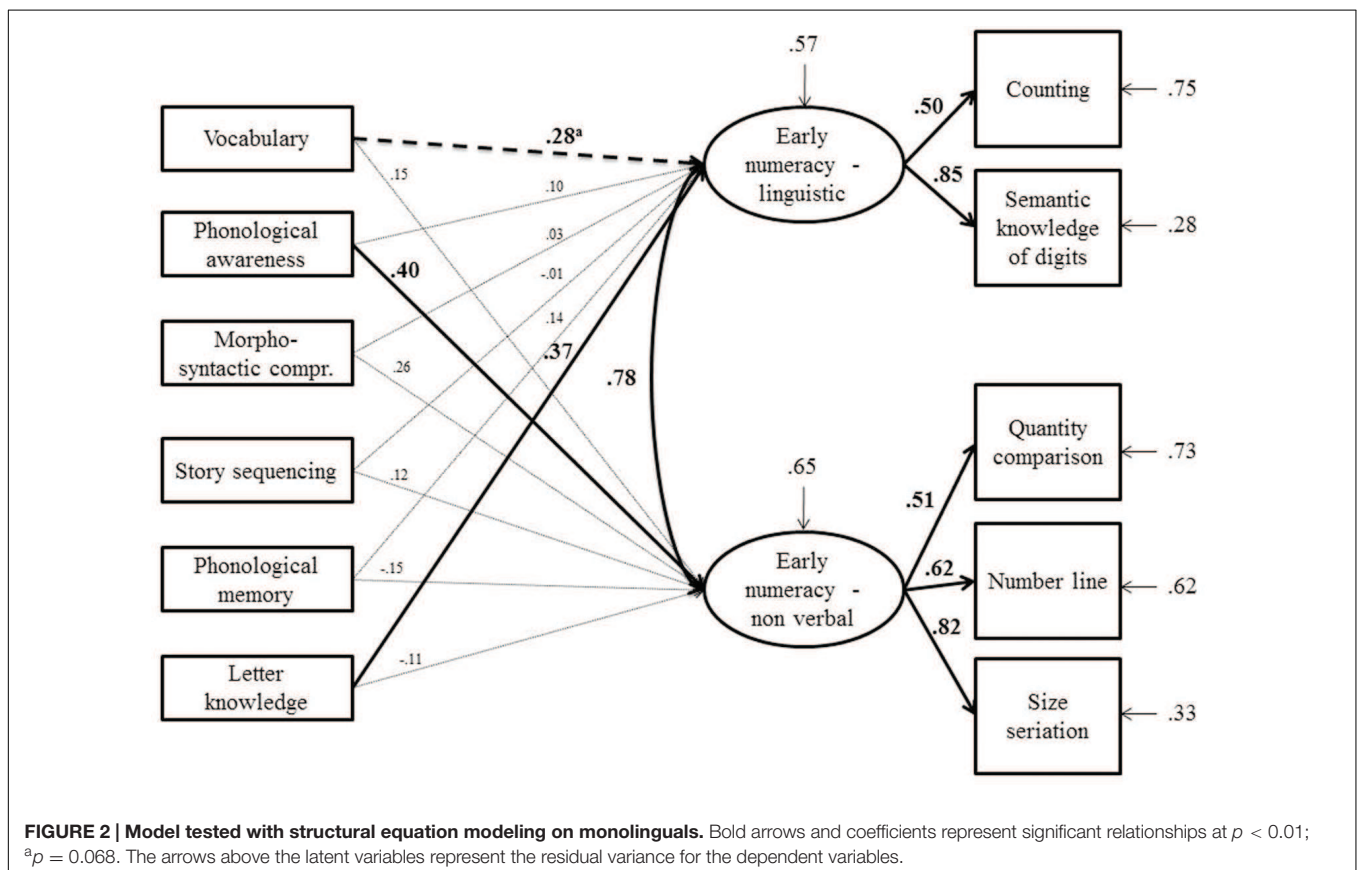 .57
Counting
.75
.50
Vocabulary
.28a
Early
numeracy -
linguistic
.15
.10
.85
Semantic
knowledge
of digits
.28
Phonological
awareness
.40
.03
-.01
.14
.37
Morpho-
syntactic compr.
.26
.78
Quantity
comparison
.73
Story sequencing
.12
.65
.51
Phonological
memory
-.15
Early
numeracy -
non verbal
.62
Number line
.62
.82
Letter
knowledge
-.11
Size
seriation
.33
FIGURE 2 | Model tested with structural equation modeling on monolinguals. Bold arrows and coefficients represent significant relationships at p < 0.01;
ap = 0.068. The arrows above the latent variables represent the residual variance for the dependent variables.